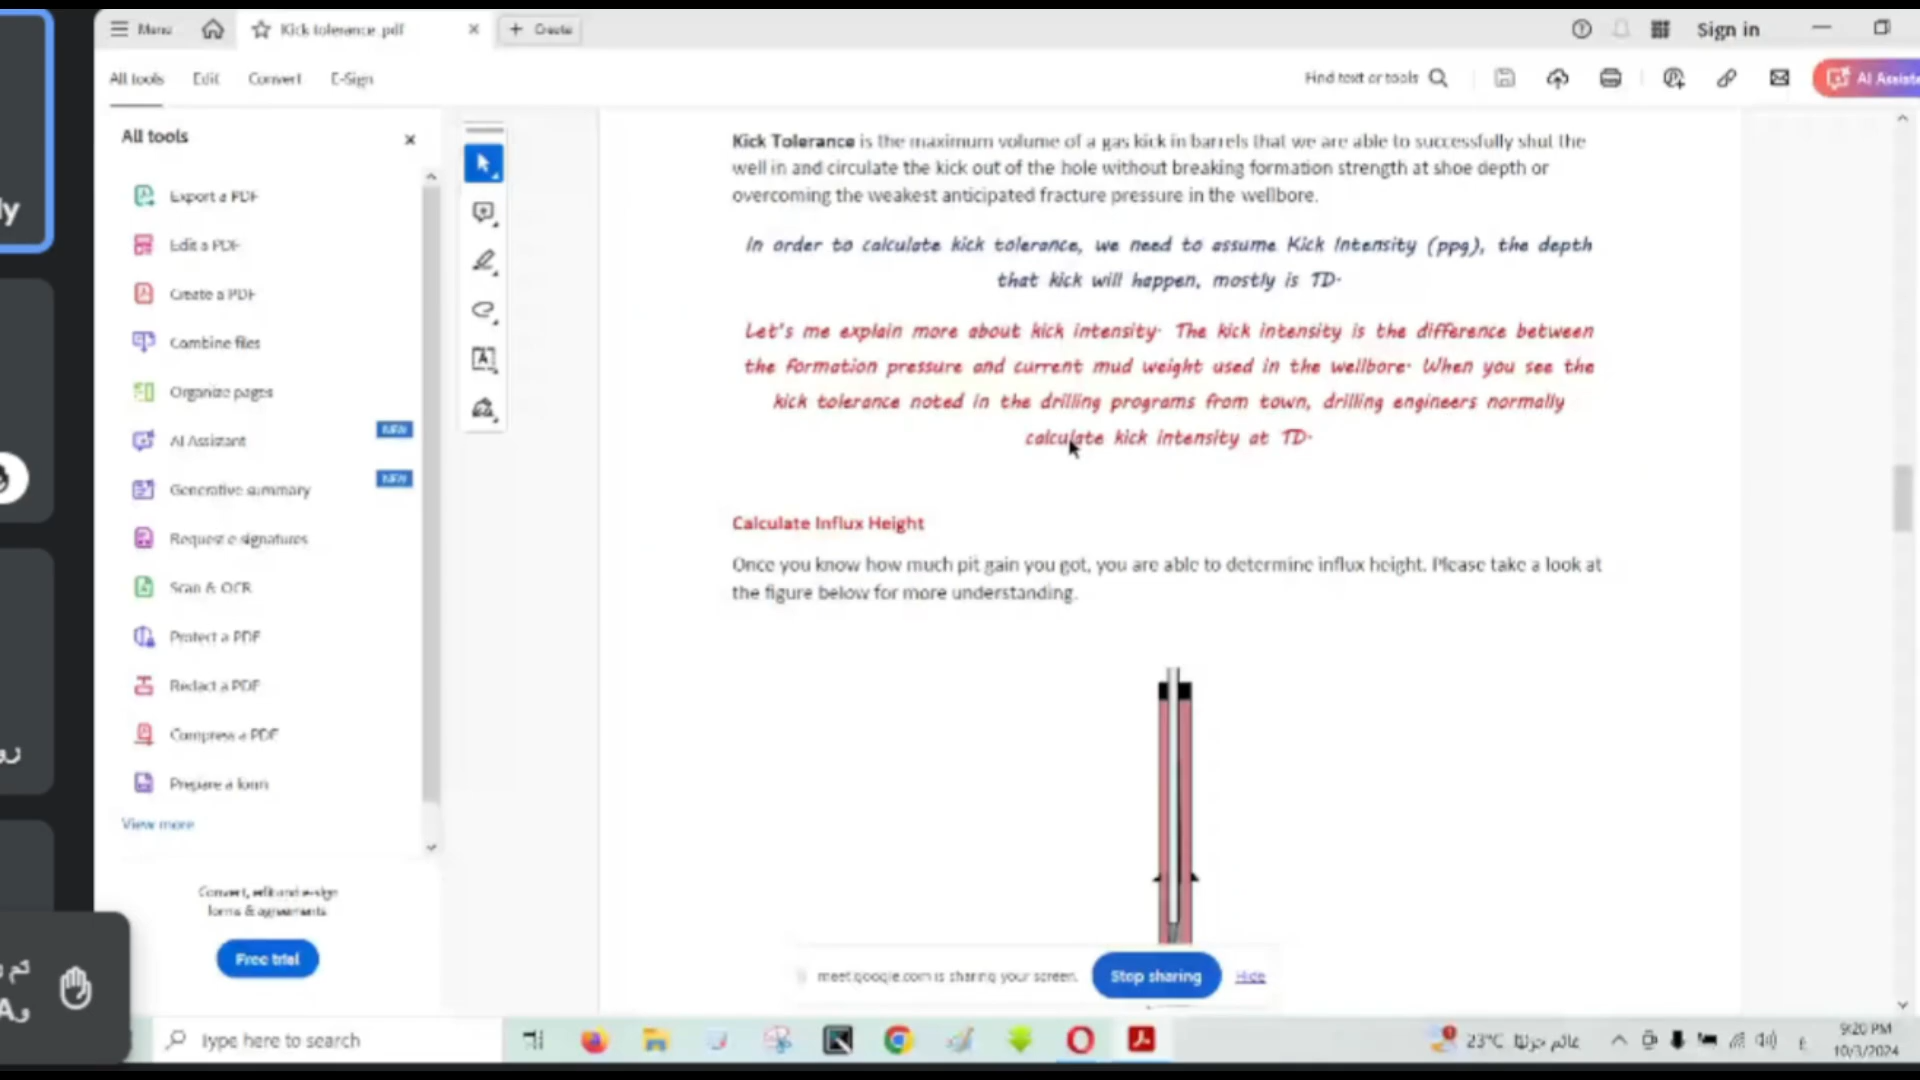 Menu
Kick tolerance.pdf
Create
Sign in
All tools
Edit
Convert
E-Sign
Find text or tools
AI Assista
All tools
Export a PDF
Edit a PDF
Create a PDF
Combine files
Organize pages
AI Assistant
NEW
Generative summary
NEW
Request e-signatures
Scan & OCR
Protect a PDF
Redact a PDF
Compress a PDF
Prepare a form
View more
Convert, edit and e-sign
forms & agreements
Free trial
Kick Tolerance is the maximum volume of a gas kick in barrels that we are able to successfully shut the
well in and circulate the kick out of the hole without breaking formation strength at shoe depth or
overcoming the weakest anticipated fracture pressure in the wellbore.
In order to calculate kick tolerance, we need to assume Kick Intensity (ppg), the depth
that kick will happen, mostly is TD.
Let's me explain more about kick intensity. The kick intensity is the difference between
the formation pressure and current mud weight used in the wellbore. When you see the
kick tolerance noted in the drilling programs from town, drilling engineers normally
calculate kick intensity at TD.
Calculate Influx Height
Once you know how much pit gain you got, you are able to determine influx height. Please take a look at
the figure below for more understanding.
meet.google.com is sharing your screen.
Stop sharing
Hide
Type here to search
23°C
9:20 PM
10/3/2024